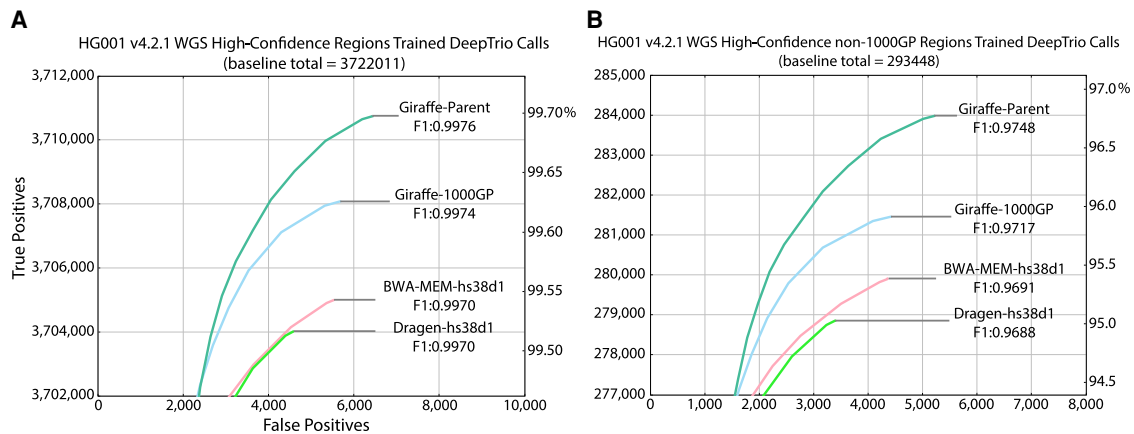 A
HG001 v4.2.1 WGS High-Confidence Regions Trained DeepTrio Calls
(baseline total = 3722011)
3,712,000
3,710,000
3,708,000
3,706,000
3,704,000
3,702,000
True Positives
99.70%
99.65
99.60
99.55
99.50
Giraffe-Parent
F1:0.9976
Giraffe-1000GP
F1:0.9974
BWA-MEM-hs38d1
F1:0.9970
Dragen-hs38d1
F1:0.9970
0
2,000
4,000
6,000
8,000
10,000
False Positives
B
HG001 v4.2.1 WGS High-Confidence non-1000GP Regions Trained DeepTrio Calls
(baseline total = 293448)
285,000
284,000
283,000
282,000
281,000
280,000
279,000
278,000
277,000
97.0%
96.5
96.0
95.5
95.0
94.5
Giraffe-Parent
F1:0.9748
Giraffe-1000GP
F1:0.9717
BWA-MEM-hs38d1
F1:0.9691
Dragen-hs38d1
F1:0.9688
0
1,000
2,000
3,000
4,000
5,000
6,000
7,000
8,000